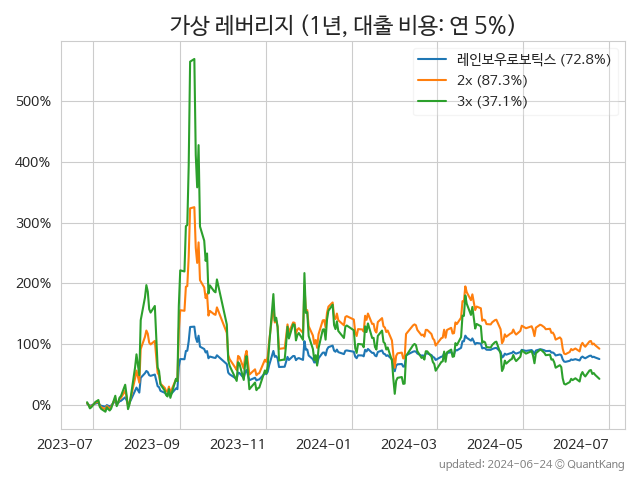 가상 레버리지 (1년, 대출 비용: 연 5%)
레인보우로보틱스 (72.8%)
2x (87.3%)
3x (37.1%)
500%
400%
300%
200%
100%
0%
2023-07 2023-09 2023-11 2024-01 2024-03 2024-05 2024-07
updated: 2024-06-24 ⓒ QuantKang